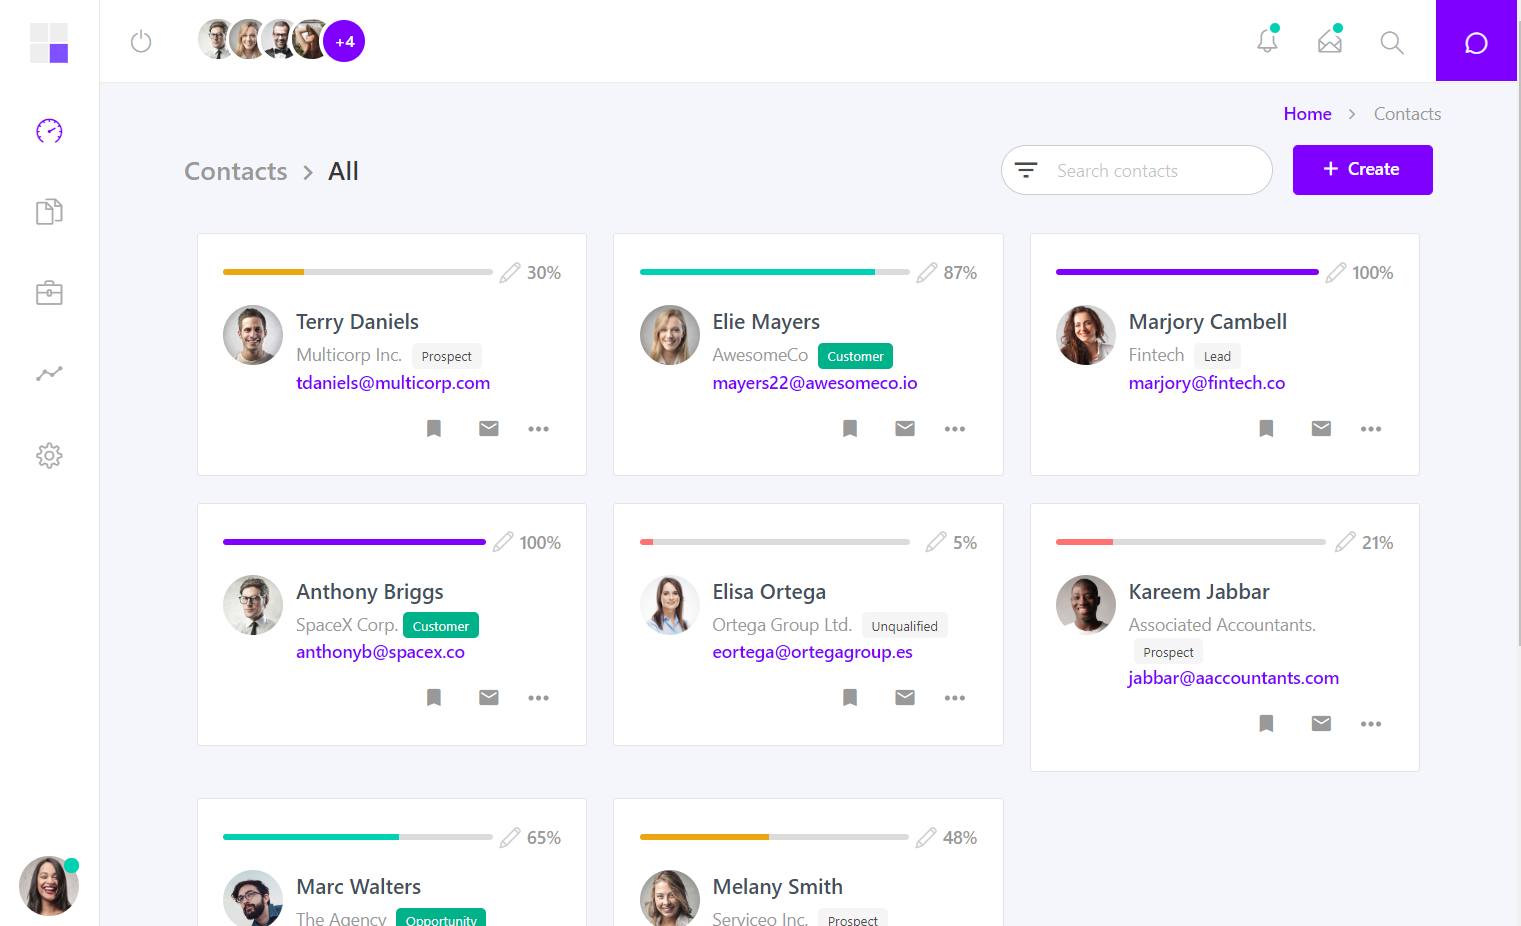 +4
Home > Contacts
Contacts > All
Search contacts
+ Create
30%
Terry Daniels
Multicorp Inc. Prospect
tdaniels@multicorp.com
87%
Elie Mayers
AwesomeCo Customer
mayers22@awesomeco.io
100%
Marjory Cambell
Fintech Lead
marjory@fintech.co
100%
Anthony Briggs
SpaceX Corp. Customer
anthonyb@spacex.co
5%
Elisa Ortega
Ortega Group Ltd. Unqualified
eortega@ortegagroup.es
21%
Kareem Jabbar
Associated Accountants.
Prospect
jabbar@aaccountants.com
65%
Marc Walters
The Agency Opportunity
48%
Melany Smith
Serviceo Inc. Prospect